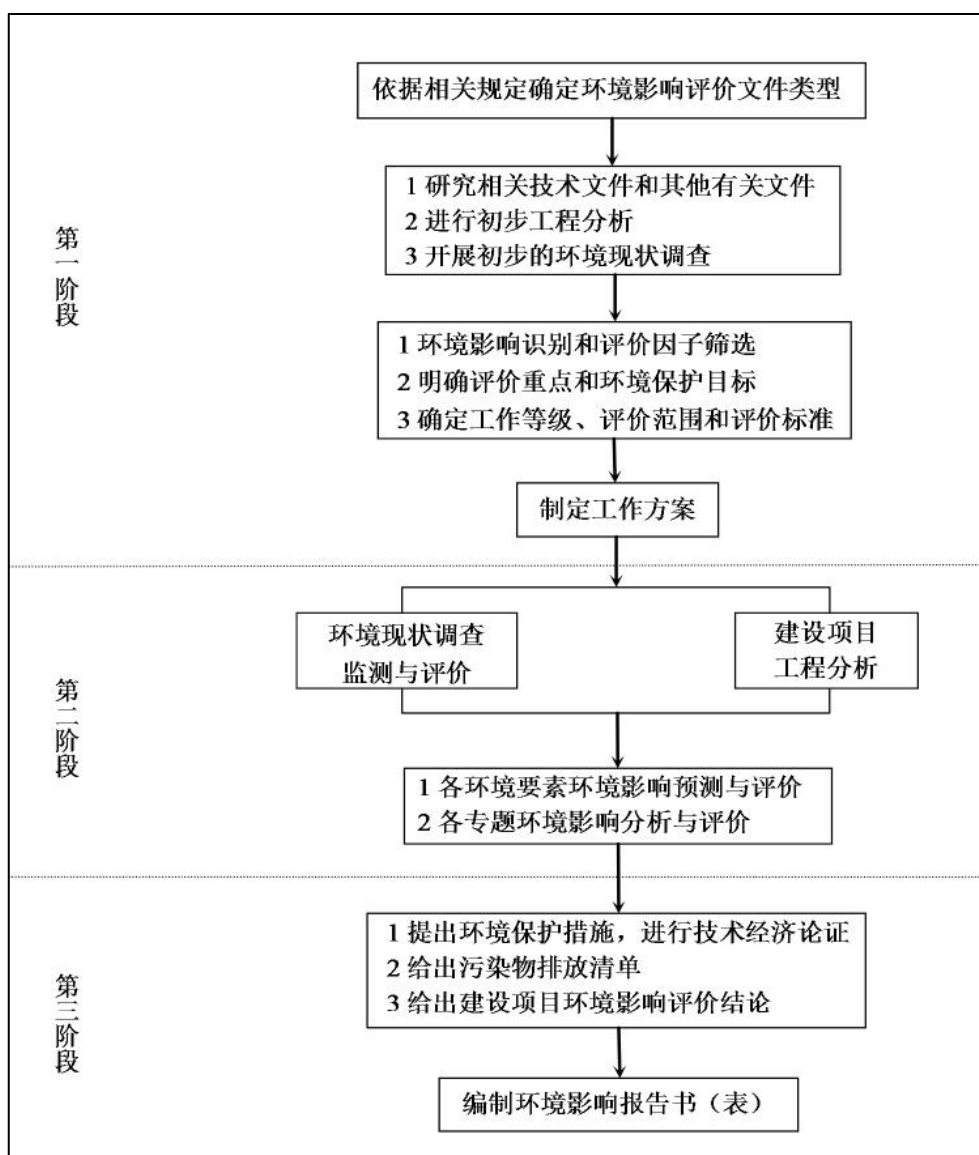 依据相关规定确定环境影响评价文件类型
1 研究相关技术文件和其他有关文件
2 进行初步工程分析
3 开展初步的环境现状调查
第一阶段
1 环境影响识别和评价因子筛选
2 明确评价重点和环境保护目标
3 确定工作等级、评价范围和评价标准
制定工作方案
第二阶段
环境现状调查
监测与评价
建设项目
工程分析
1 各环境要素环境影响预测与评价
2 各专题环境影响分析与评价
第三阶段
1 提出环境保护措施，进行技术经济论证
2 给出污染物排放清单
3 给出建设项目环境影响评价结论
编制环境影响报告书（表）